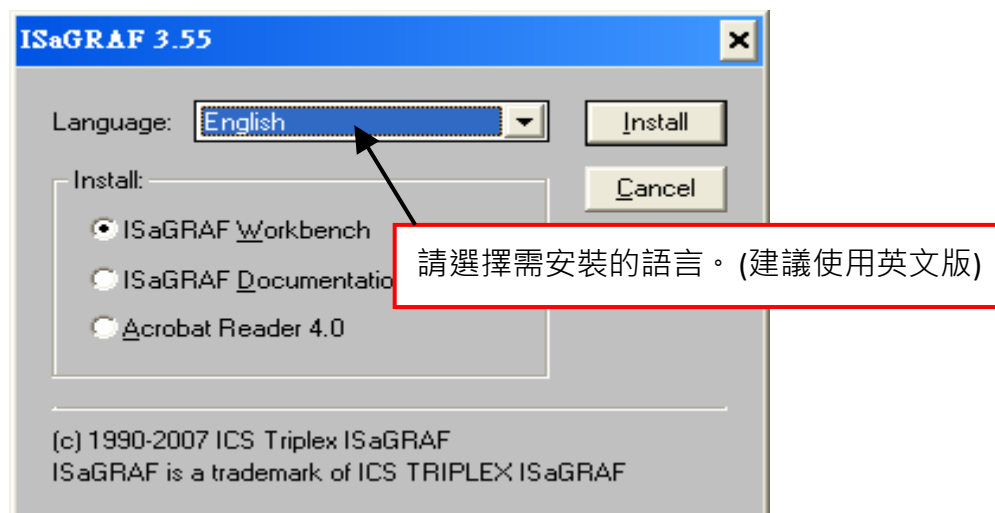 ISaGRAF 3.55
Language: English Install
Install: Cancel
ISaGRAF Workbench
請選擇需安裝的語言。(建議使用英文版)
ISaGRAF Documentatio
Acrobat Reader 4.0
(c) 1990-2007 ICS Triplex ISaGRAF
ISaGRAF is a trademark of ICS TRIPLEX ISaGRAF